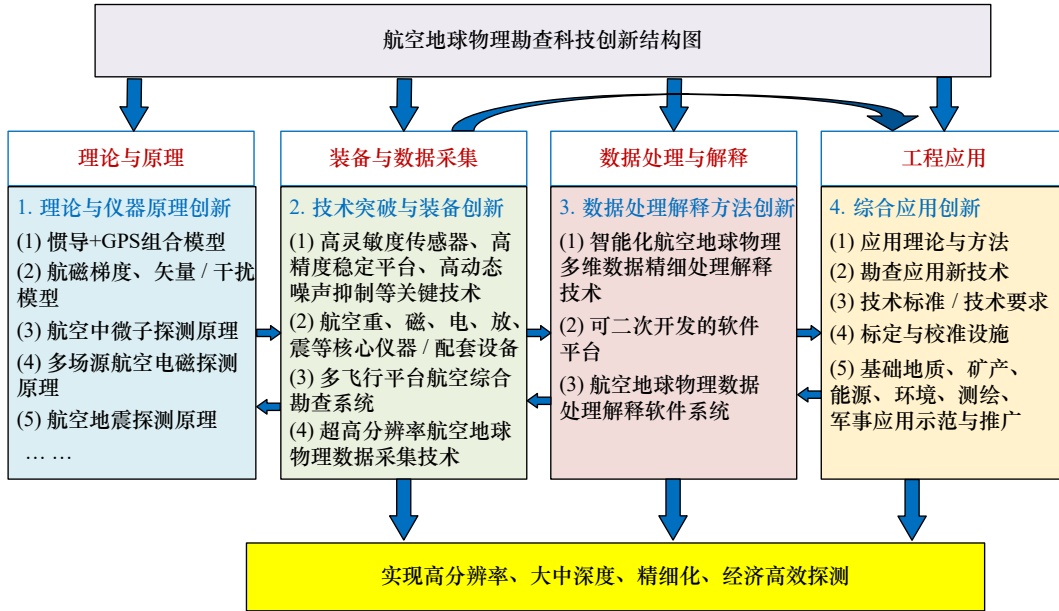 航空地球物理勘查科技创新结构图
理论与原理
1. 理论与仪器原理创新
(1) 惯导+GPS组合模型
(2) 航磁梯度、矢量 / 干扰
模型
(3) 航空中微子探测原理
(4) 多场源航空电磁探测
原理
(5) 航空地震探测原理
… …
装备与数据采集
2. 技术突破与装备创新
(1) 高灵敏度传感器、高
精度稳定平台、高动态
噪声抑制等关键技术
(2) 航空重、磁、电、放、
震等核心仪器 / 配套设备
(3) 多飞行平台航空综合
勘查系统
(4) 超高分辨率航空地球
物理数据采集技术
数据处理与解释
3. 数据处理解释方法创新
(1) 智能化航空地球物理
多维数据精细处理解释
技术
(2) 可二次开发的软件
平台
(3) 航空地球物理数据
处理解释软件系统
工程应用
4. 综合应用创新
(1) 应用理论与方法
(2) 勘查应用新技术
(3) 技术标准 / 技术要求
(4) 标定与校准设施
(5) 基础地质、矿产、
能源、环境、测绘、
军事应用示范与推广
实现高分辨率、大中深度、精细化、经济高效探测